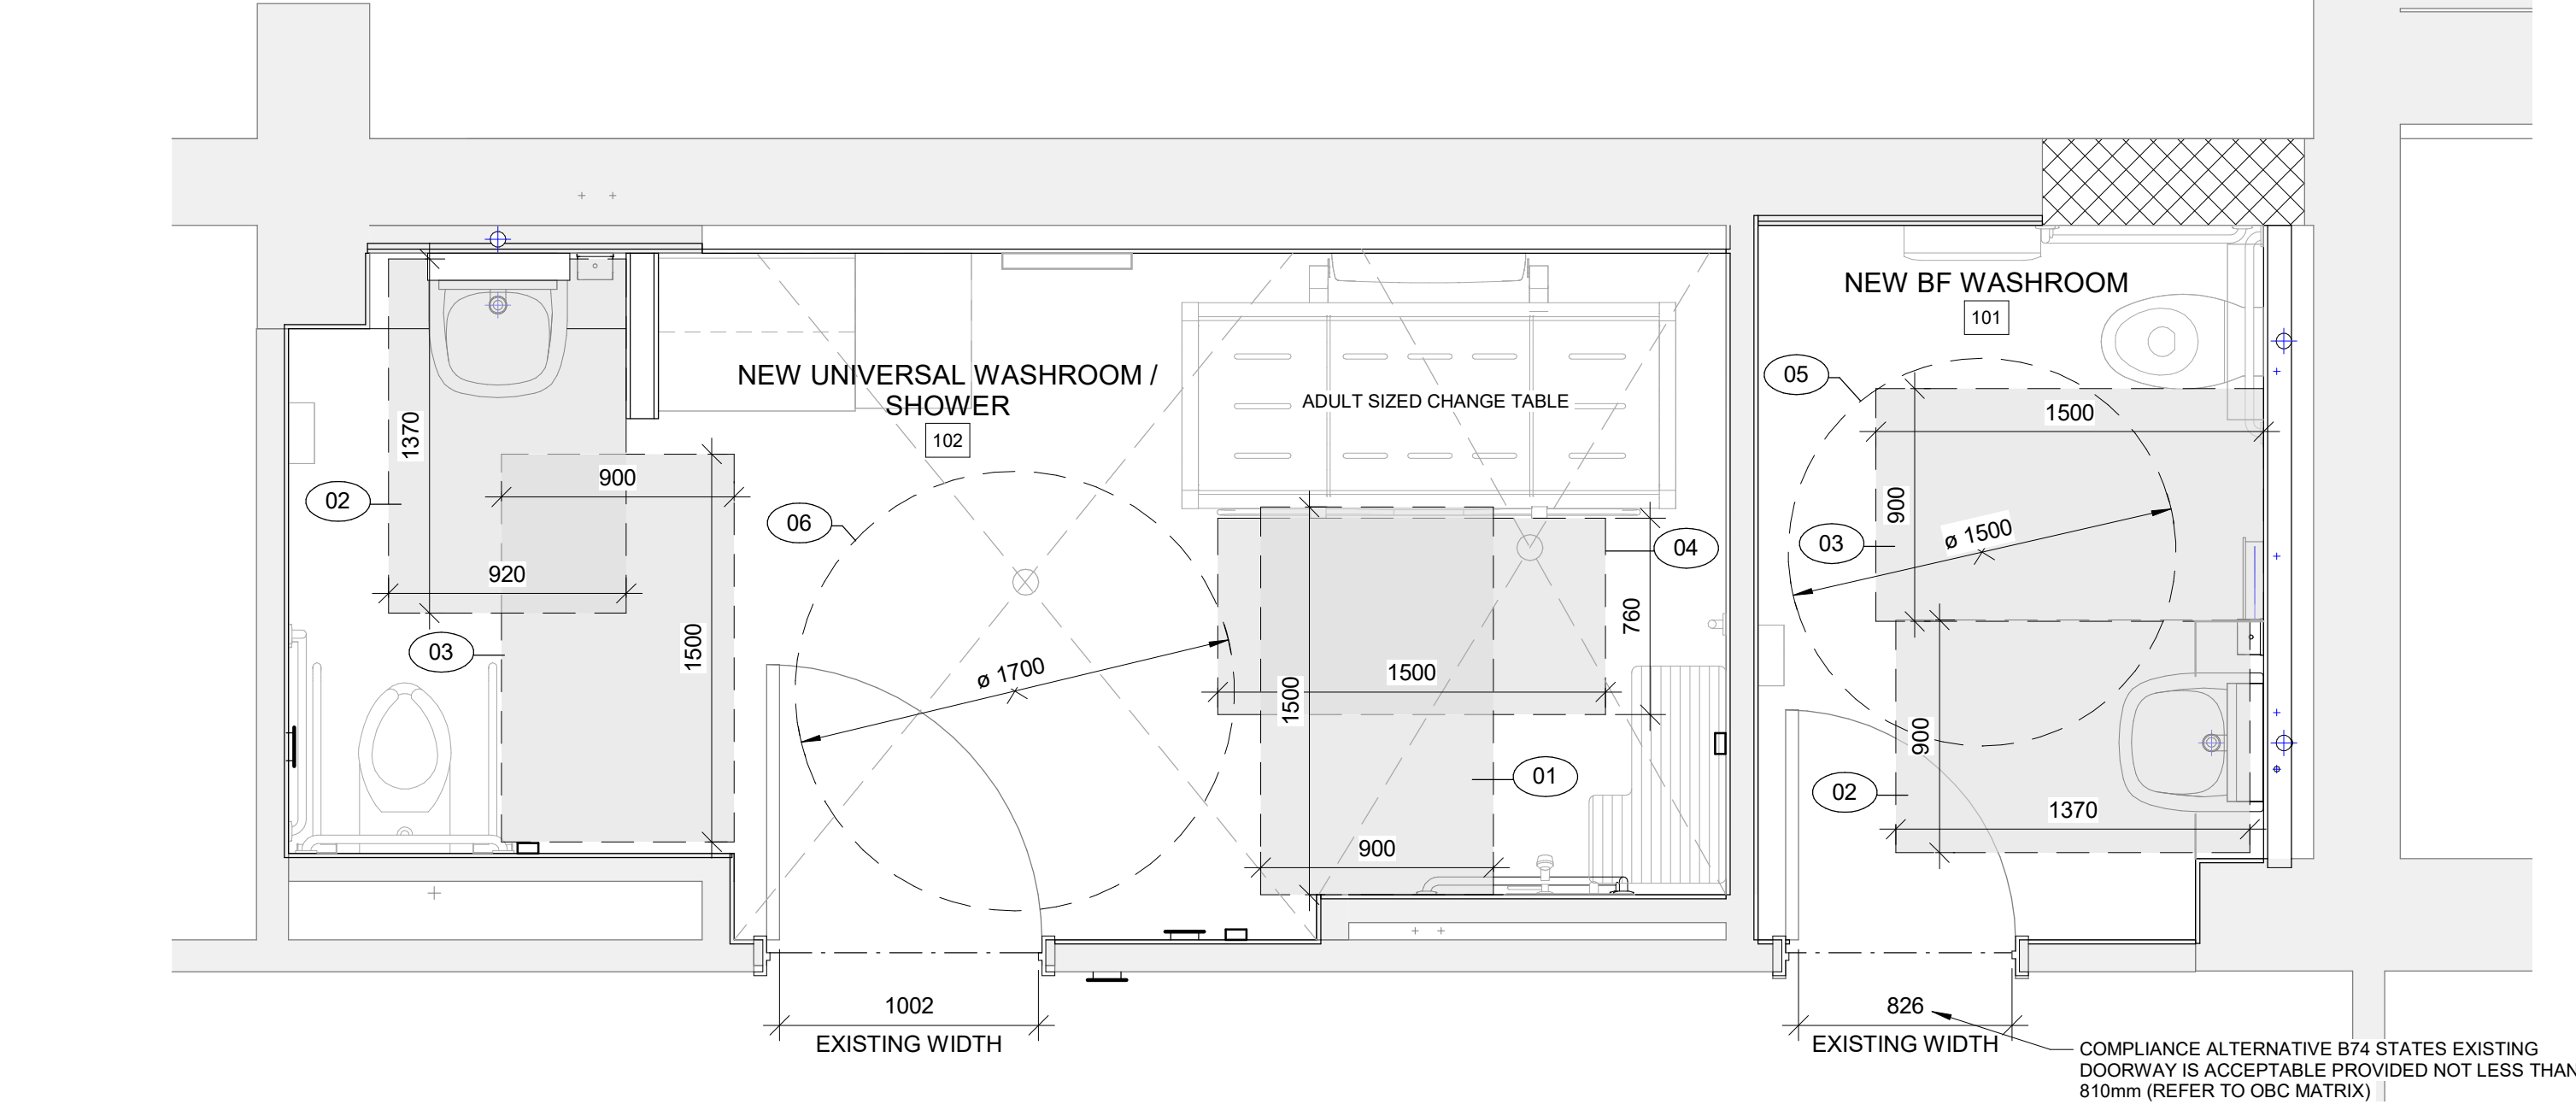 NEW UNIVERSAL WASHROOM /
SHOWER
102
ADULT SIZED CHANGE TABLE
1370
02
900
920
03
1500
06
ø 1700
04
760
1500
1500
01
900
1002
EXISTING WIDTH
NEW BF WASHROOM
101
05
1500
900
03
ø 1500
900
02
1370
826
EXISTING WIDTH
COMPLIANCE ALTERNATIVE B74 STATES EXISTING
DOORWAY IS ACCEPTABLE PROVIDED NOT LESS THAN
810mm (REFER TO OBC MATRIX)